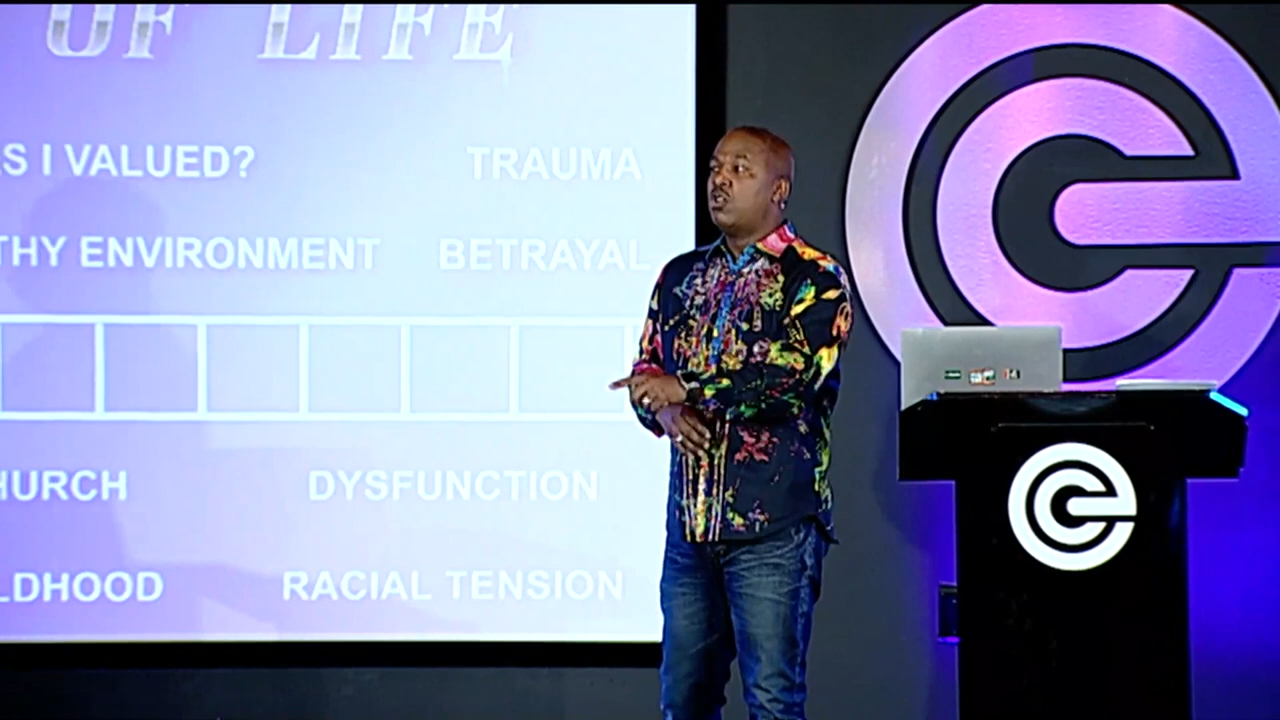 OF LIFE
S I VALUED?
TRAUMA
THY ENVIRONMENT
BETRAYAL
HURCH
DYSFUNCTION
LDHOOD
RACIAL TENSION